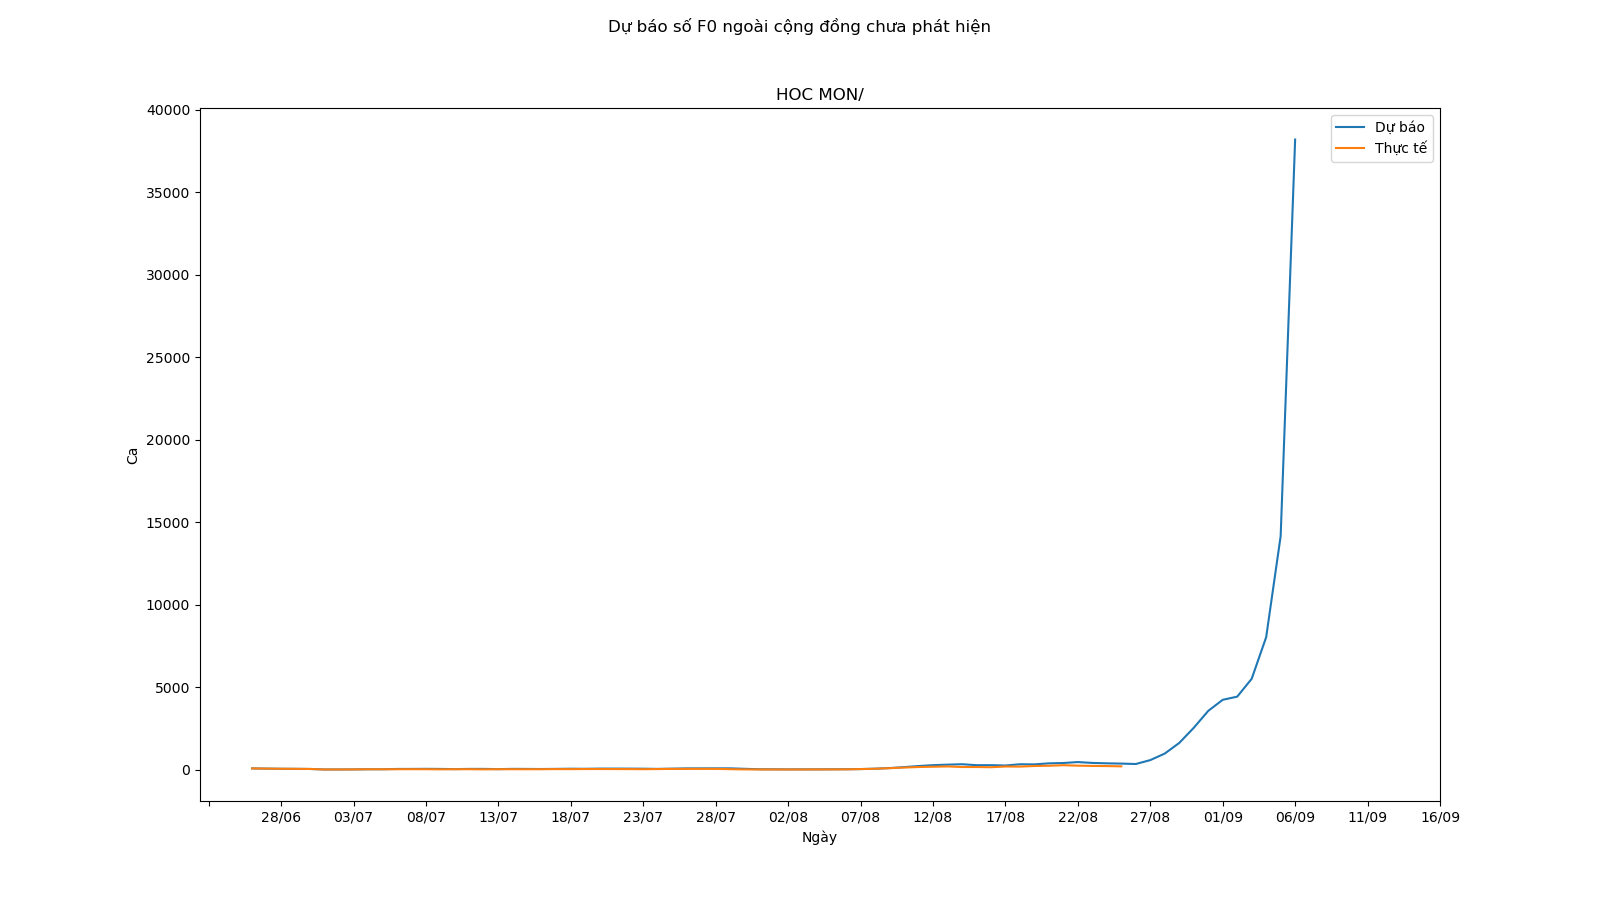 Dự báo số F0 ngoài cộng đồng chưa phát hiện
HOC MON/
40000
35000
30000
25000
20000
15000
10000
5000
0
Ca
Dự báo
Thực tế
28/06 03/07 08/07 13/07 18/07 23/07 28/07 02/08 07/08 12/08 17/08 22/08 27/08 01/09 06/09 11/09 16/09
Ngày